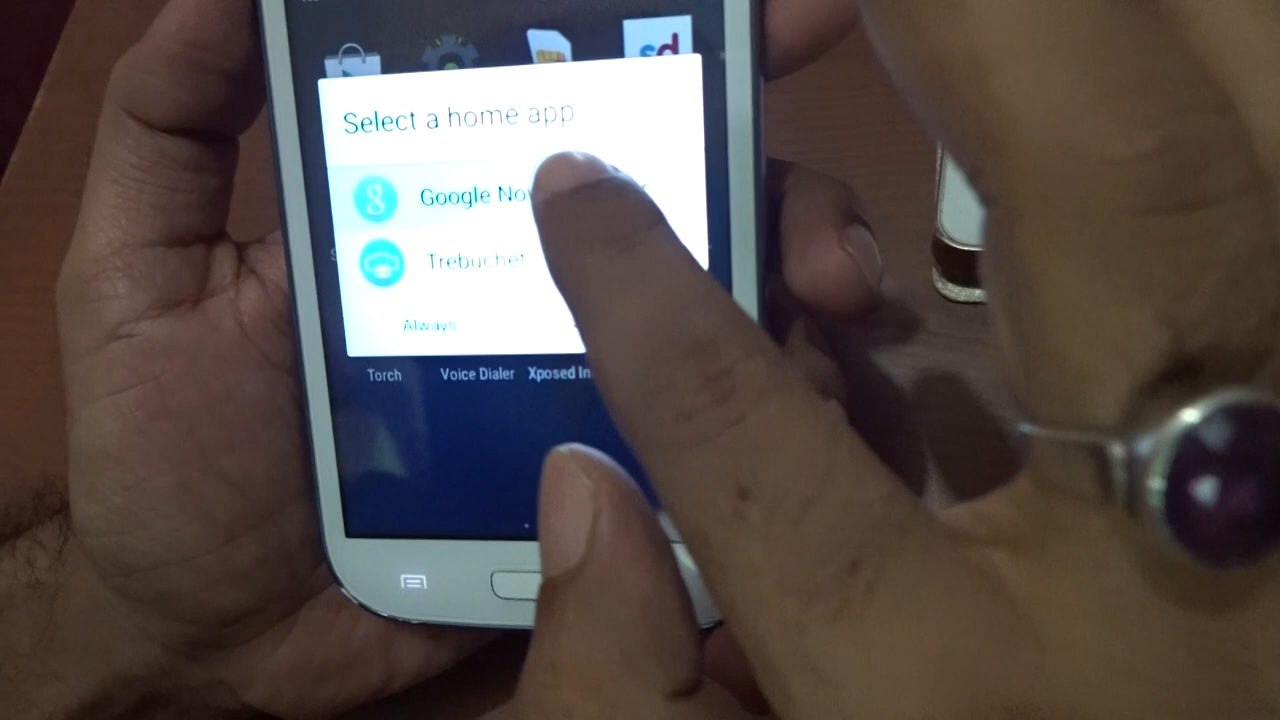 sd
Select a home app
g
Google No
Trebuchet
Always
Torch Voice Dialer Xposed In